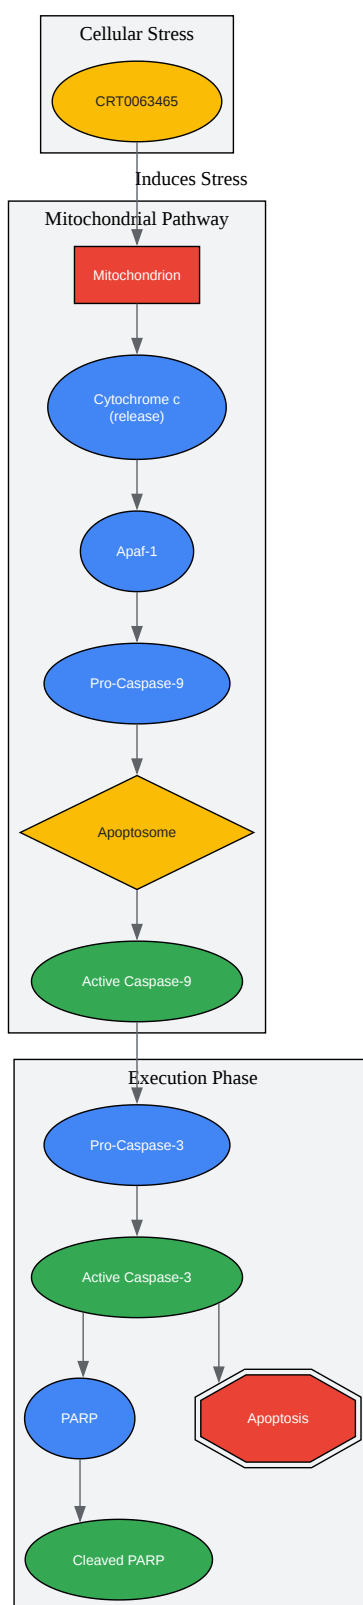 Cellular Stress
CRT0063465
Induces Stress
Mitochondrial Pathway
Mitochondrion
Cytochrome c
(release)
Apaf-1
Pro-Caspase-9
Apoptosome
Active Caspase-9
Execution Phase
Pro-Caspase-3
Active Caspase-3
PARP
Apoptosis
Cleaved PARP